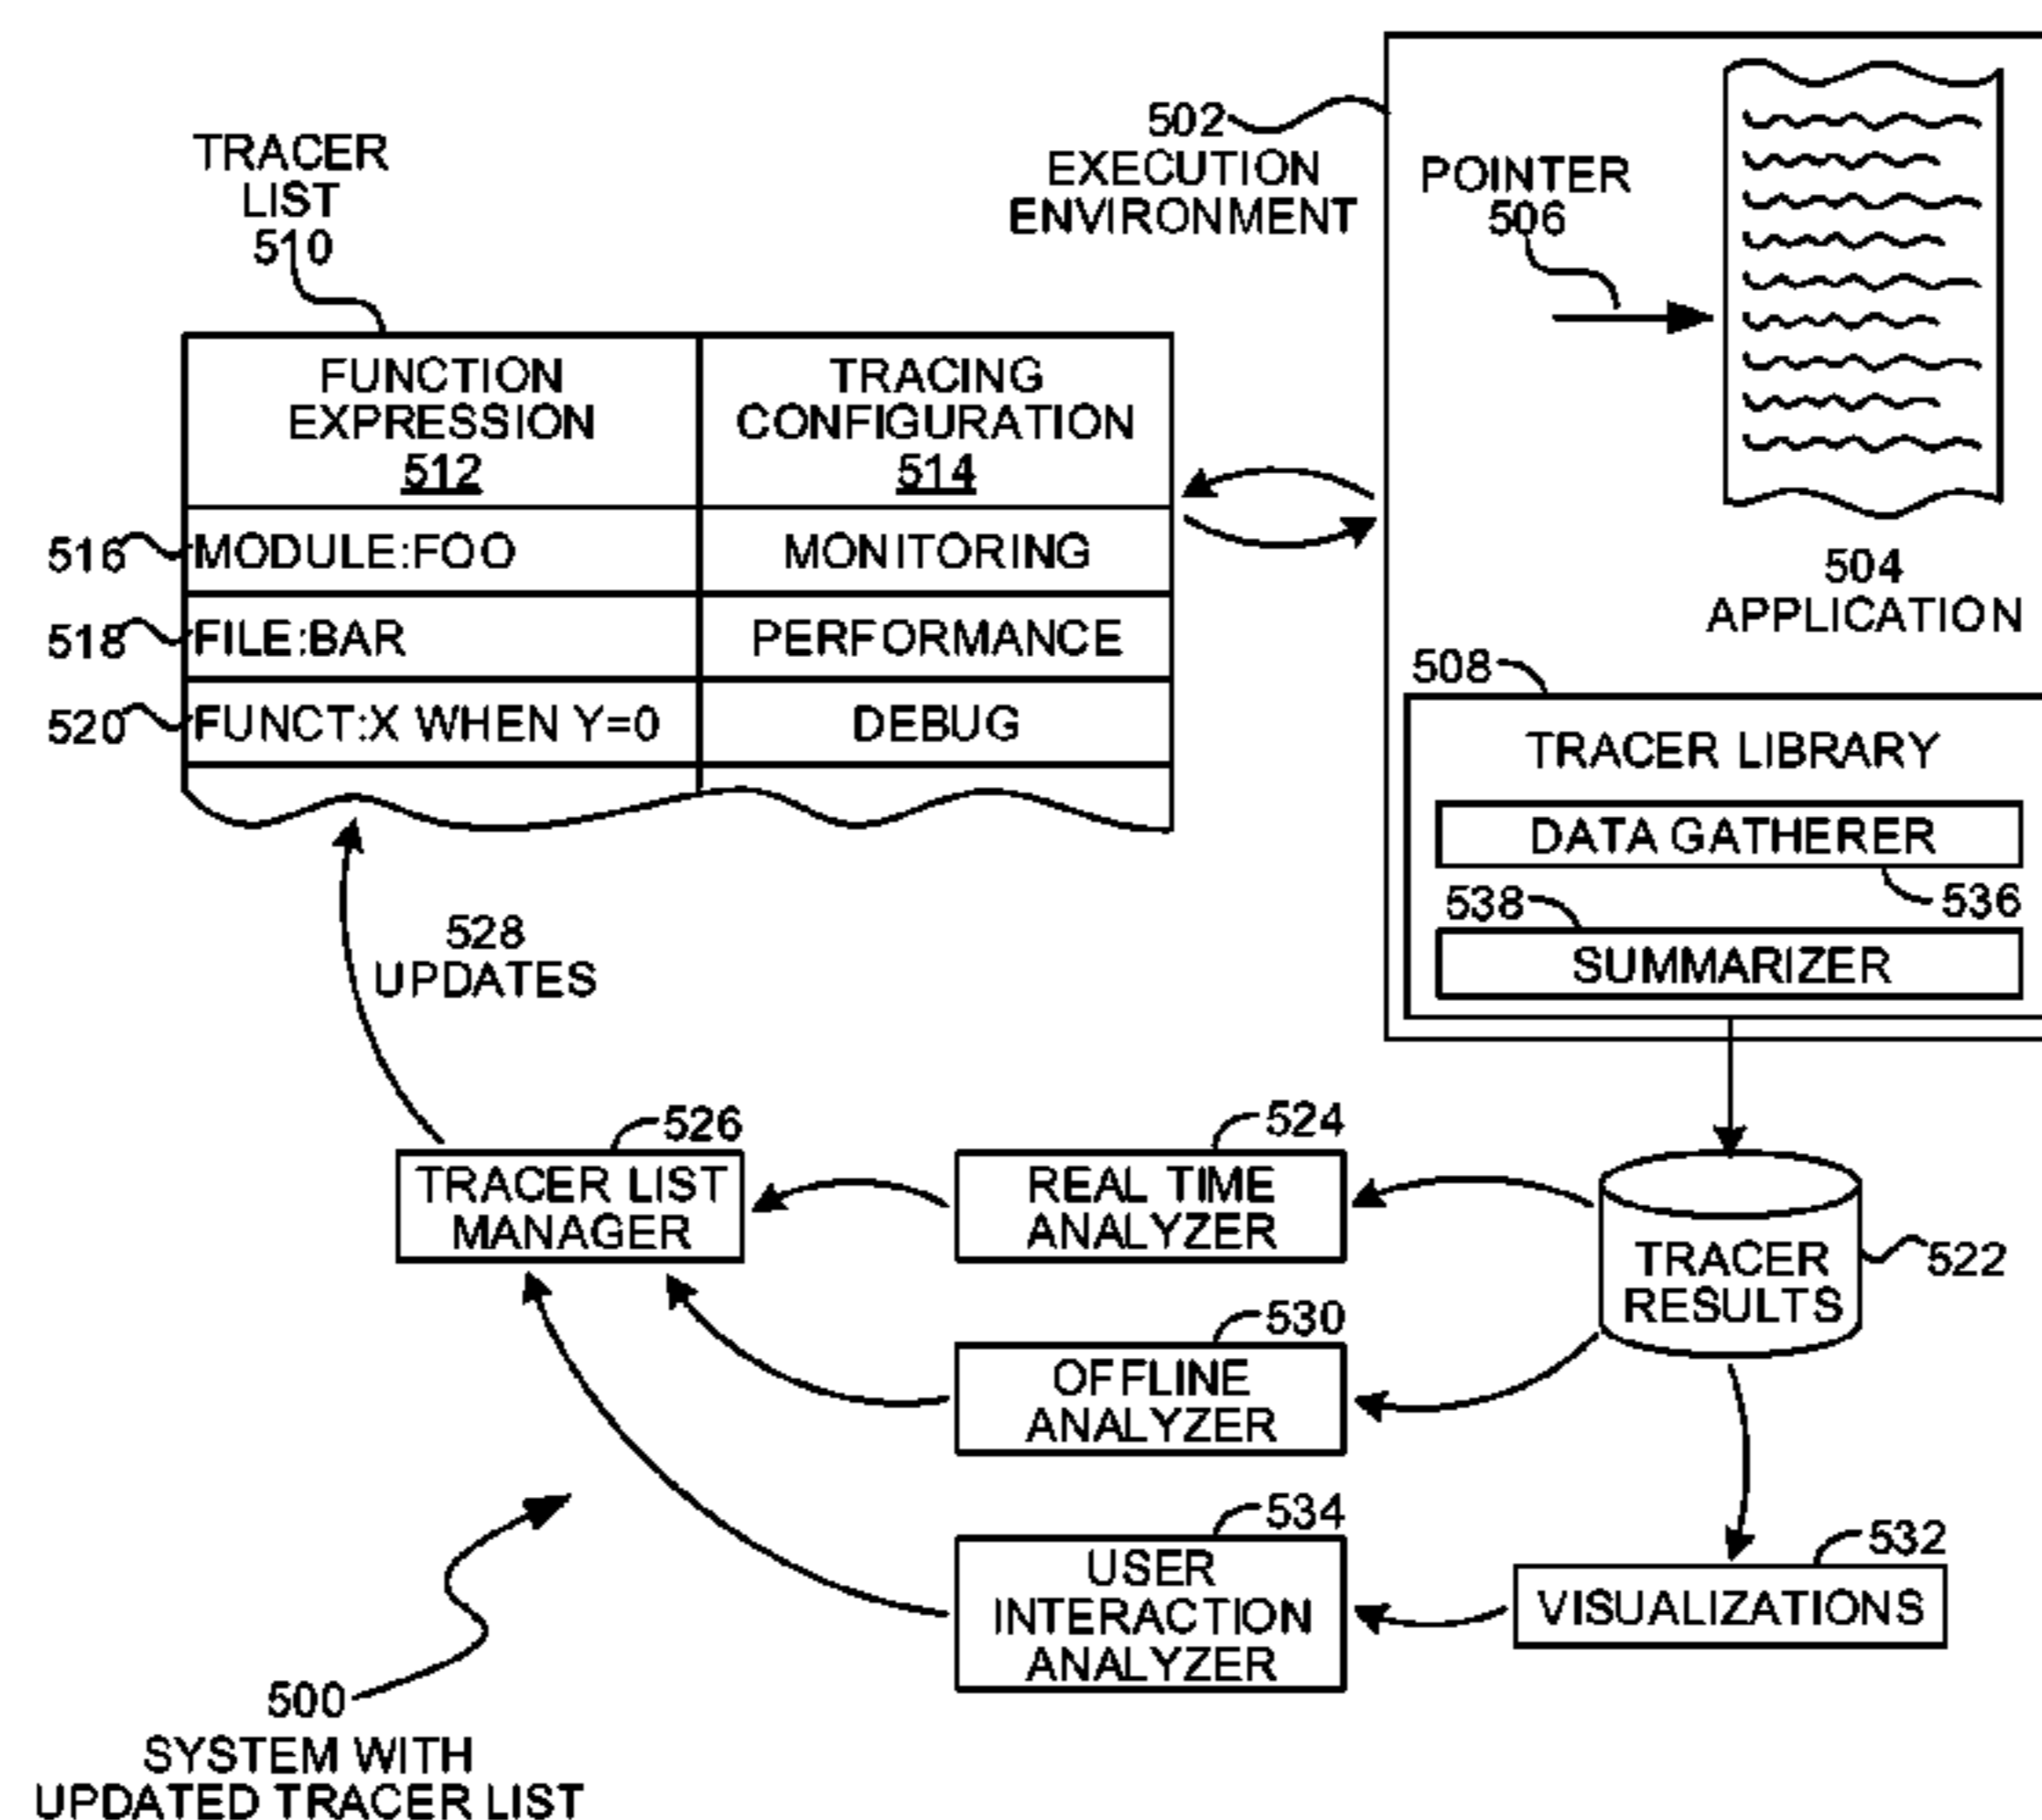 TRACER
LIST
510
502
EXECUTION
ENVIRONMENT
POINTER
506
504
APPLICATION
FUNCTION
EXPRESSION
512
TRACING
CONFIGURATION
514
516
MODULE:FOO
MONITORING
518
FILE:BAR
PERFORMANCE
520
FUNCT:X WHEN Y=0
DEBUG
508
TRACER LIBRARY
DATA GATHERER
536
538
SUMMARIZER
528
UPDATES
526
TRACER LIST
MANAGER
524
REAL TIME
ANALYZER
TRACER
RESULTS
522
530
OFFLINE
ANALYZER
534
USER
INTERACTION
ANALYZER
532
VISUALIZATIONS
500
SYSTEM WITH
UPDATED TRACER LIST